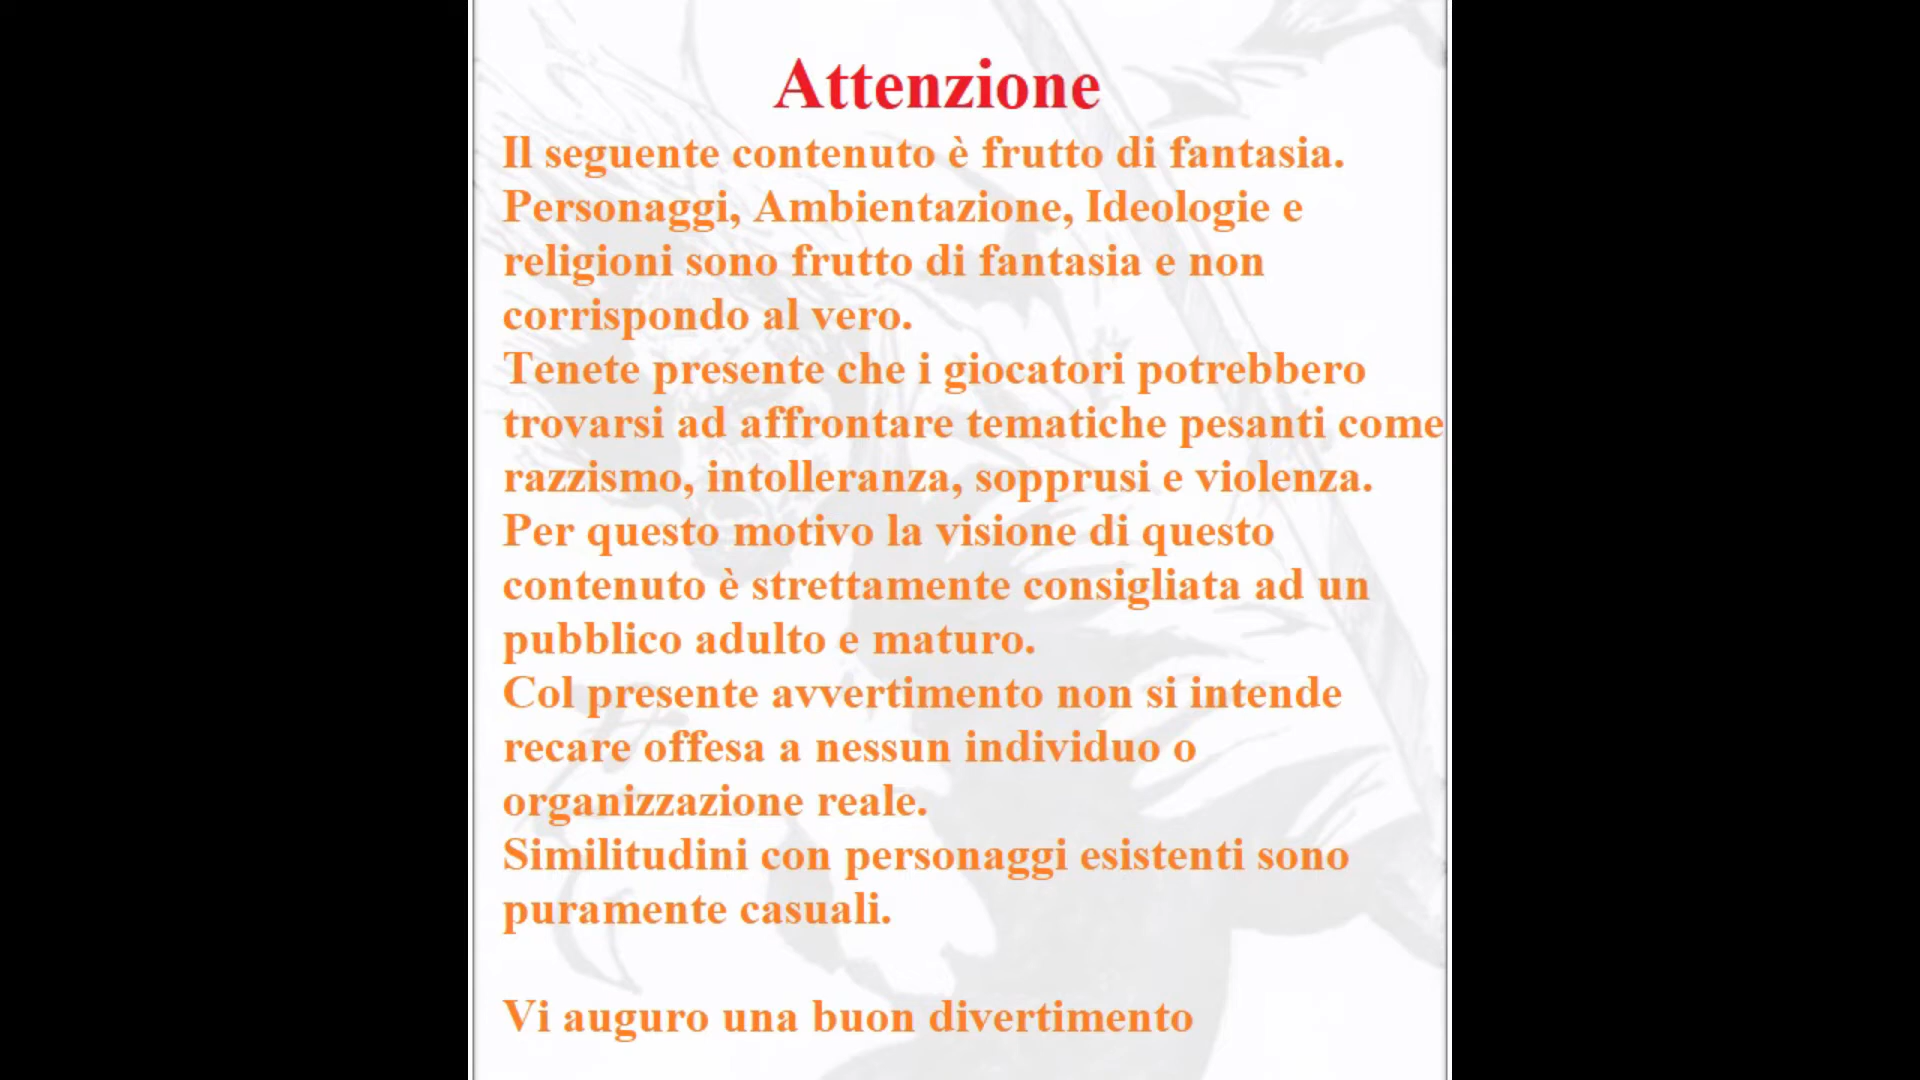 Attenzione
Il seguente contenuto è frutto di fantasia.
Personaggi, Ambientazione, Ideologie e
religioni sono frutto di fantasia e non
corrispondo al vero.
Tenete presente che i giocatori potrebbero
trovarsi ad affrontare tematiche pesanti come
razzismo, intolleranza, sopprusi e violenza.
Per questo motivo la visione di questo
contenuto è strettamente consigliata ad un
pubblico adulto e maturo.
Col presente avvertimento non si intende
recare offesa a nessun individuo o
organizzazione reale.
Similitudini con personaggi esistenti sono
puramente casuali.
Vi auguro una buon divertimento